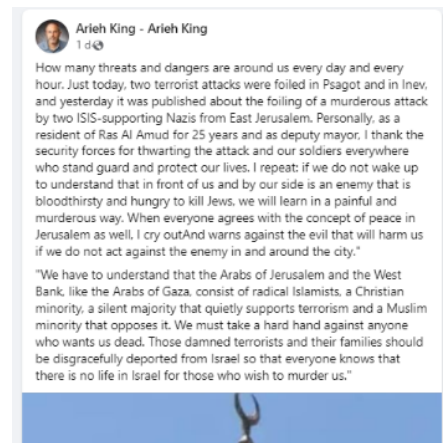 Arieh King - Arieh King
1 d
How many threats and dangers are around us every day and every
hour. Just today, two terrorist attacks were foiled in Psagot and in Inev,
and yesterday it was published about the foiling of a murderous attack
by two ISIS-supporting Nazis from East Jerusalem. Personally, as a
resident of Ras Al Amud for 25 years and as deputy mayor, I thank the
security forces for thwarting the attack and our soldiers everywhere
who stand guard and protect our lives. I repeat: if we do not wake up
to understand that in front of us and by our side is an enemy that is
bloodthirsty and hungry to kill Jews, we will learn in a painful and
murderous way. When everyone agrees with the concept of peace in
Jerusalem as well, I cry outAnd warns against the evil that will harm us
if we do not act against the enemy in and around the city."
"We have to understand that the Arabs of Jerusalem and the West
Bank, like the Arabs of Gaza, consist of radical Islamists, a Christian
minority, a silent majority that quietly supports terrorism and a Muslim
minority that opposes it. We must take a hard hand against anyone
who wants us dead. Those damned terrorists and their families should
be disgracefully deported from Israel so that everyone knows that
there is no life in Israel for those who wish to murder us."